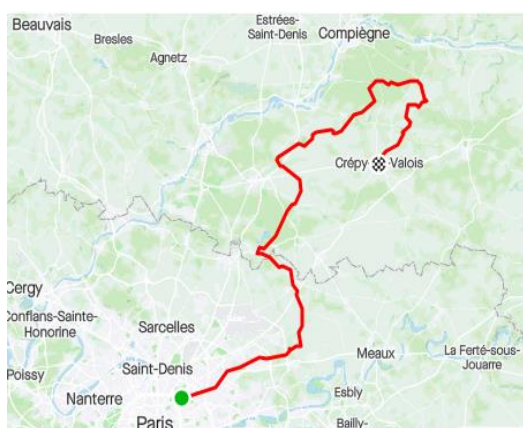 Beauvais
Bresles
Agnetz
Estrées-
Saint-Denis
Compiègne
Crépy Valois
Cergy
Conflans-Sainte-
Honorine
Sarcelles
Poissy
Saint-Denis
Nanterre
Paris
Meaux
La Ferté-sous-
Jouarre
Esbly
Bailly-